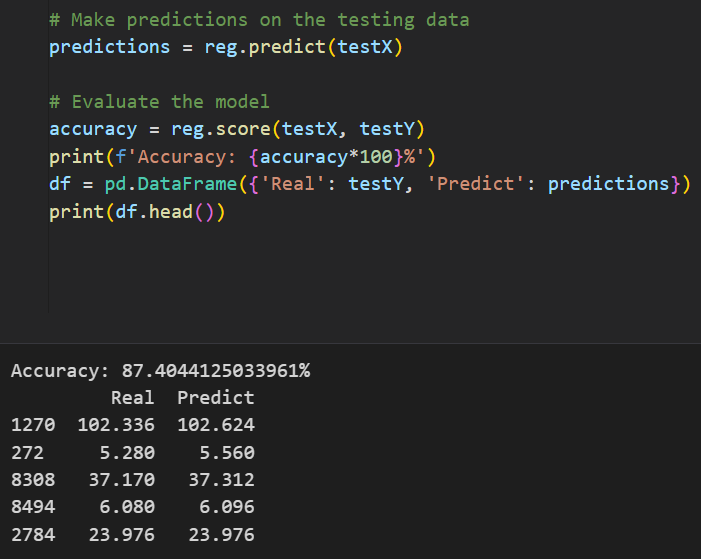 # Make predictions on the testing data
predictions = reg.predict(testX)
# Evaluate the model
accuracy = reg.score(testX, testY)
print(f'Accuracy: {accuracy*100}%')
df = pd.DataFrame({'Real': testY, 'Predict': predictions})
print(df.head())
Accuracy: 87.4044125033961%
Real Predict
1270 102.336 102.624
272 5.280 5.560
8308 37.170 37.312
8494 6.080 6.096
2784 23.976 23.976